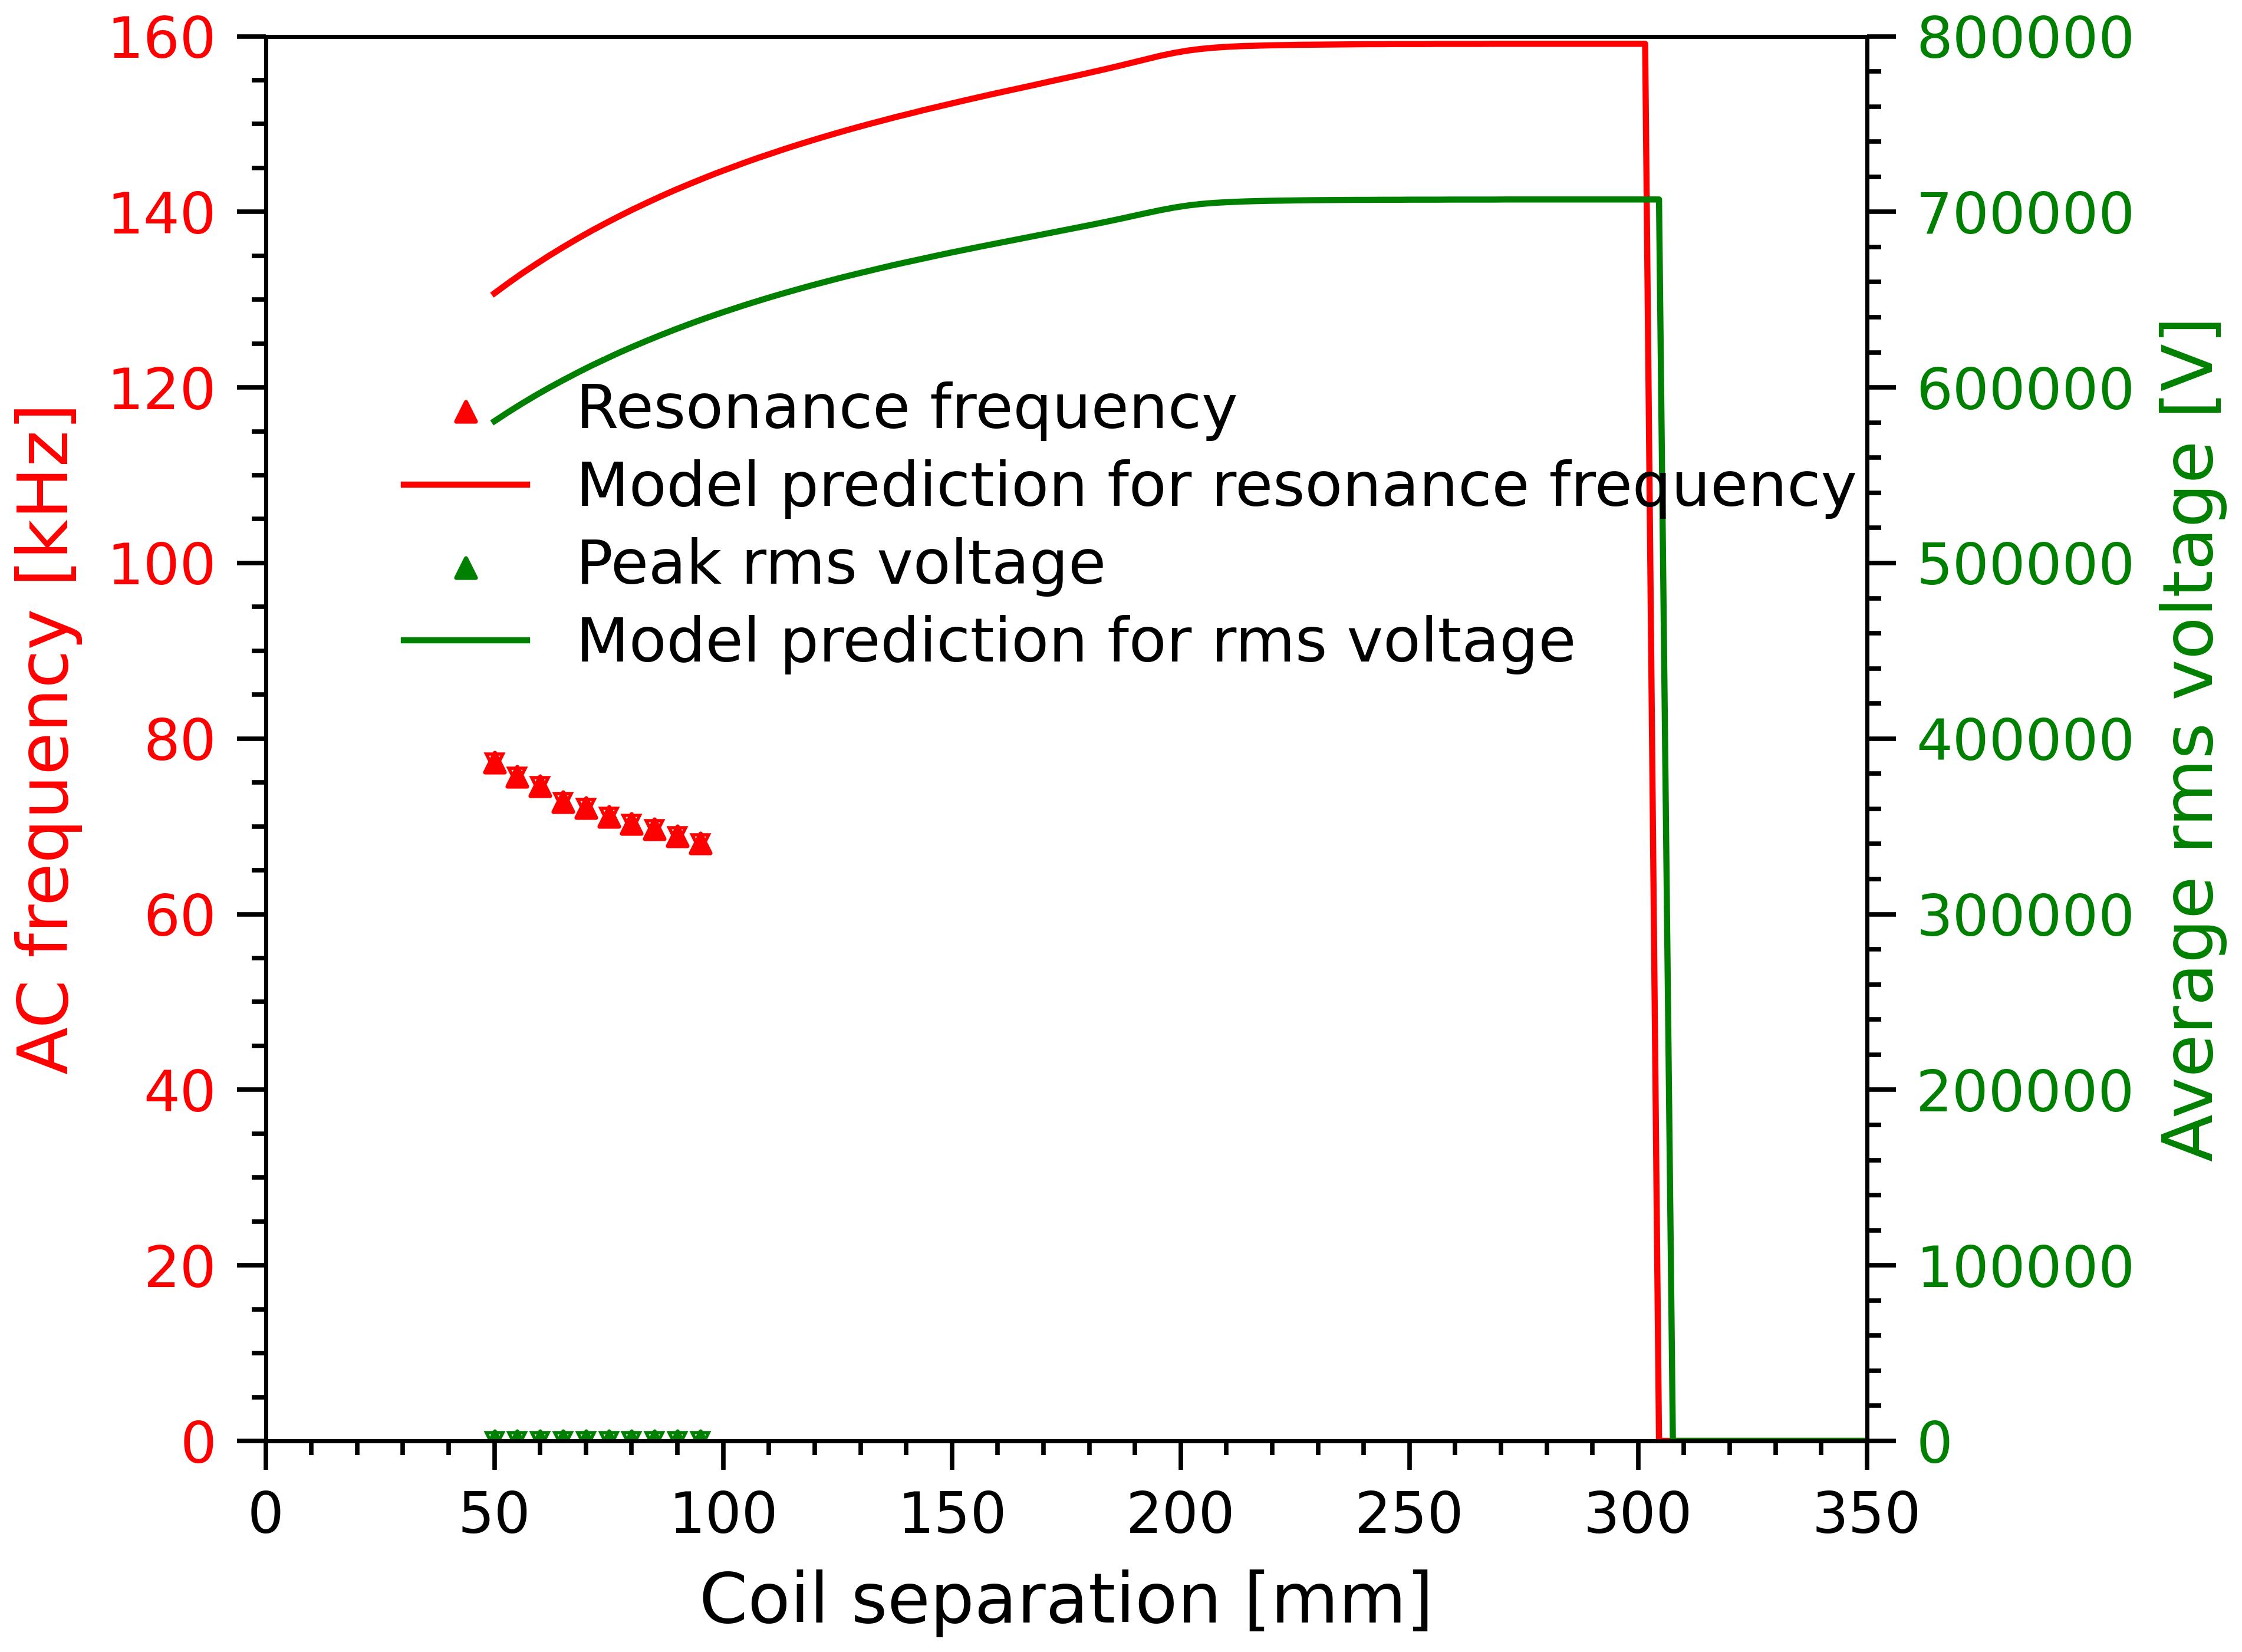 160
140
120
100
80
60
40
20
0
AC frequency [kHz]
800000
700000
600000
500000
400000
300000
200000
100000
0
Average rms voltage [V]
Resonance frequency
Model prediction for resonance frequency
Peak rms voltage
Model prediction for rms voltage
0 50 100 150 200 250 300 350
Coil separation [mm]